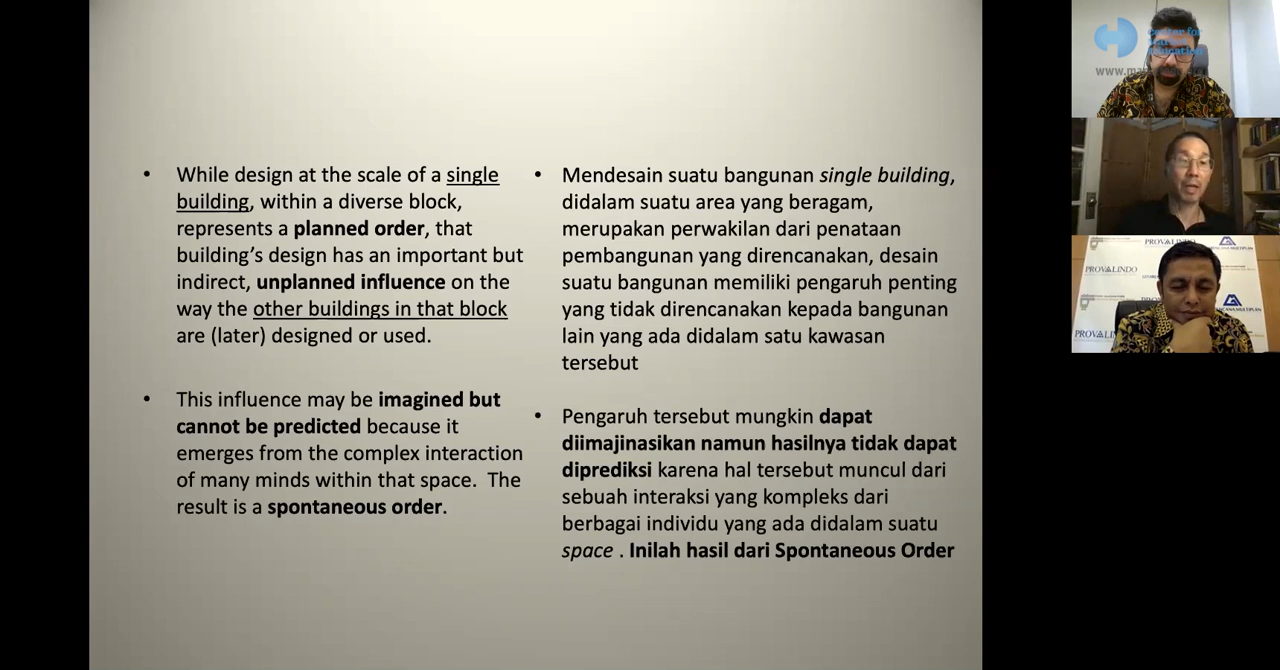 While design at the scale of a single
building, within a diverse block,
represents a planned order, that
building's design has an important but
indirect, unplanned influence on the
way the other buildings in that block
are (later) designed or used.
This influence may be imagined but
cannot be predicted because it
emerges from the complex interaction
of many minds within that space. The
result is a spontaneous order.
Mendesain suatu bangunan single building,
didalam suatu area yang beragam,
merupakan perwakilan dari penataan
pembangunan yang direncanakan, desain
suatu bangunan memiliki pengaruh penting
yang tidak direncanakan kepada bangunan
lain yang ada didalam satu kawasan
tersebut
Pengaruh tersebut mungkin dapat
diimajinasikan namun hasilnya tidak dapat
diprediksi karena hal tersebut muncul dari
sebuah interaksi yang kompleks dari
berbagai individu yang ada didalam suatu
space . Inilah hasil dari Spontaneous Order
Center for
www.
PROVALINDO
PROVALINDO